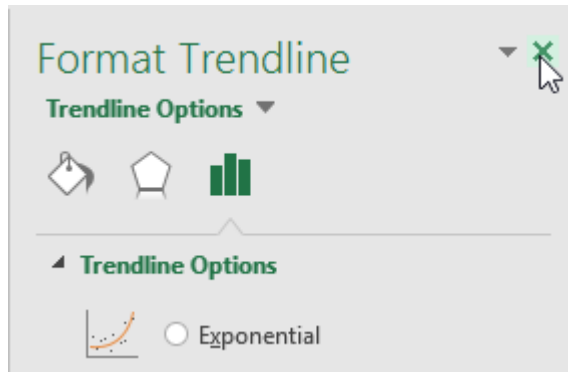 Format Trendline
Trendline Options
Trendline Options
Exponential